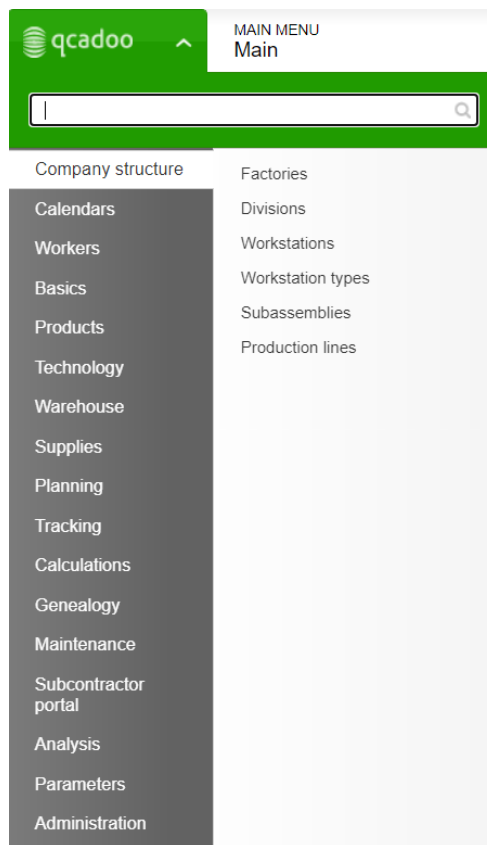 qcadoo
MAIN MENU
Main
Company structure
Calendars
Workers
Basics
Products
Technology
Warehouse
Supplies
Planning
Tracking
Calculations
Genealogy
Maintenance
Subcontractor
portal
Analysis
Parameters
Administration
Factories
Divisions
Workstations
Workstation types
Subassemblies
Production lines